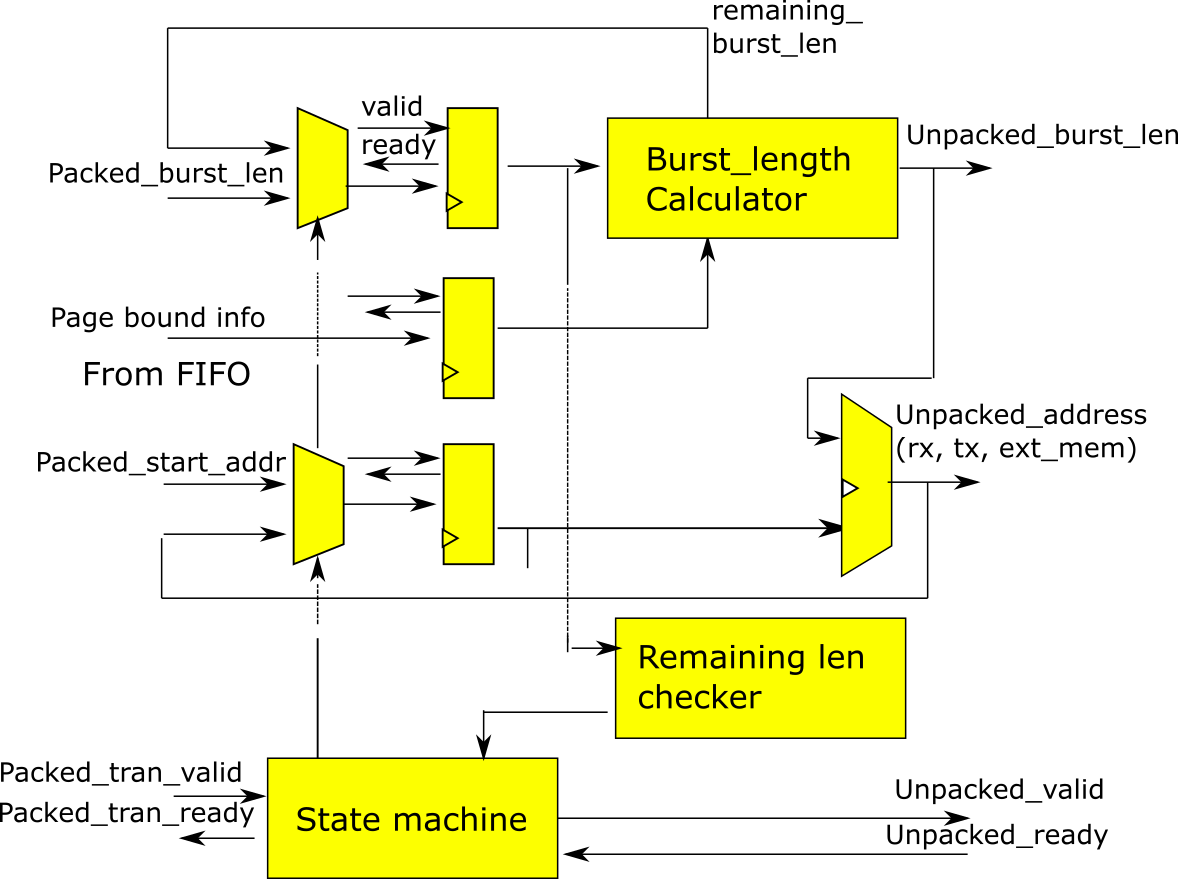 remaining_
burst_len
valid
ready
Packed_burst_len
Burst_length
Calculator
Unpacked_burst_len
Page bound info
From FIFO
Packed_start_addr
Unpacked_address
(rx, tx, ext_mem)
Remaining len
checker
Packed_tran_valid
Packed_tran_ready
State machine
Unpacked_valid
Unpacked_ready